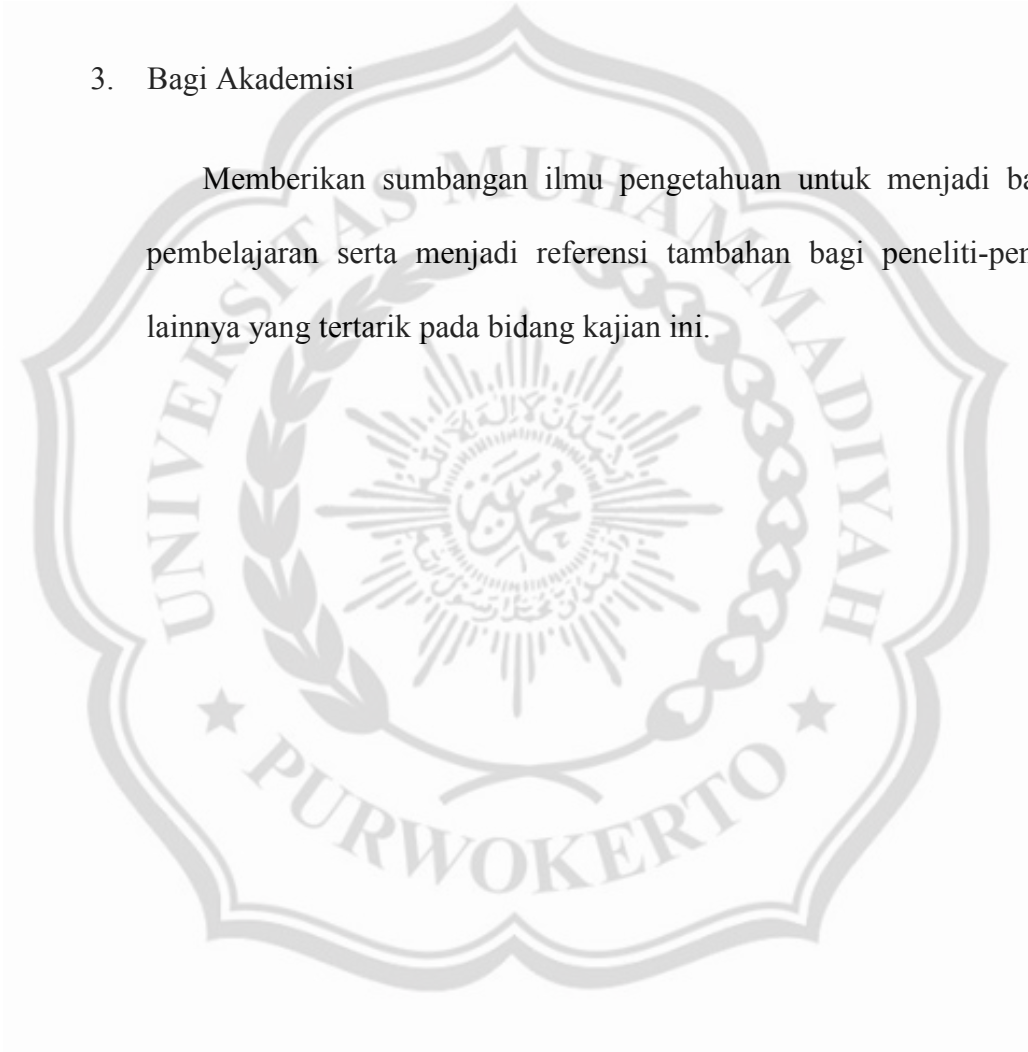 3. Bagi Akademisi
Memberikan sumbangan ilmu pengetahuan untuk menjadi
pembelajaran serta menjadi referensi tambahan bagi
lainnya yang tertarik pada bidang kajian ini.
UNIVERSITAS MUHAMMADIYAH
PURWOKERTO